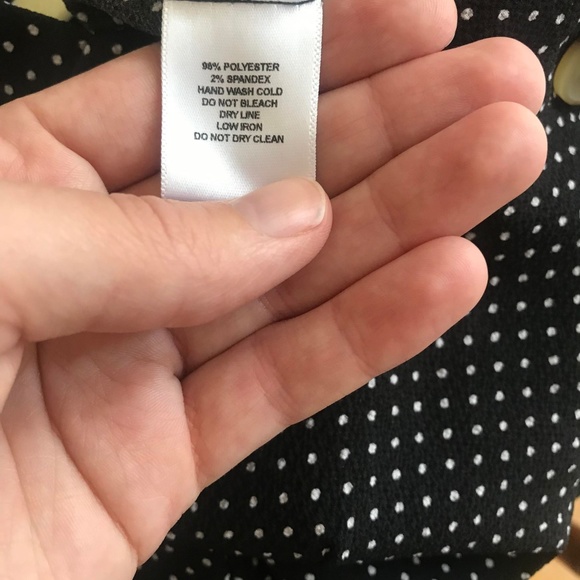 98% POLYESTER
2% SPANDEX
HAND WASH COLD
DO NOT BLEACH
DRY LINE
LOW IRON
DO NOT DRY CLEAN